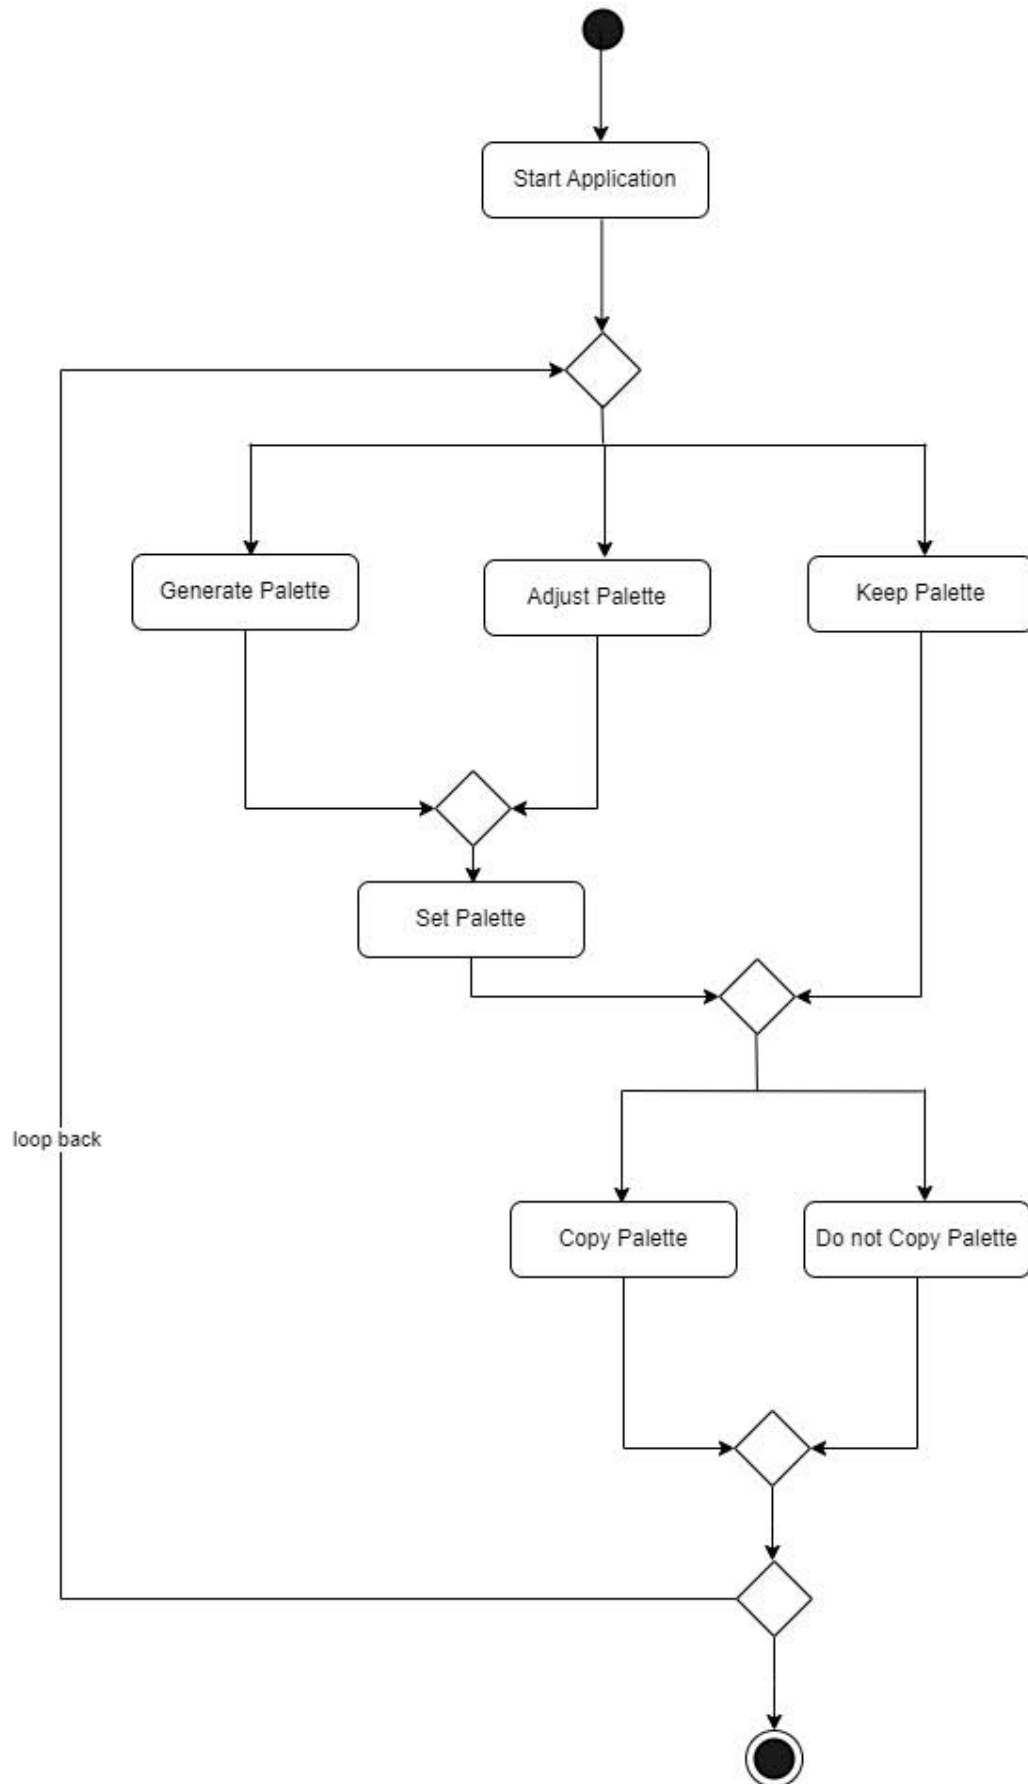 Start Application
Generate Palette
Adjust Palette
Keep Palette
Set Palette
loop back
Copy Palette
Do not Copy Palette